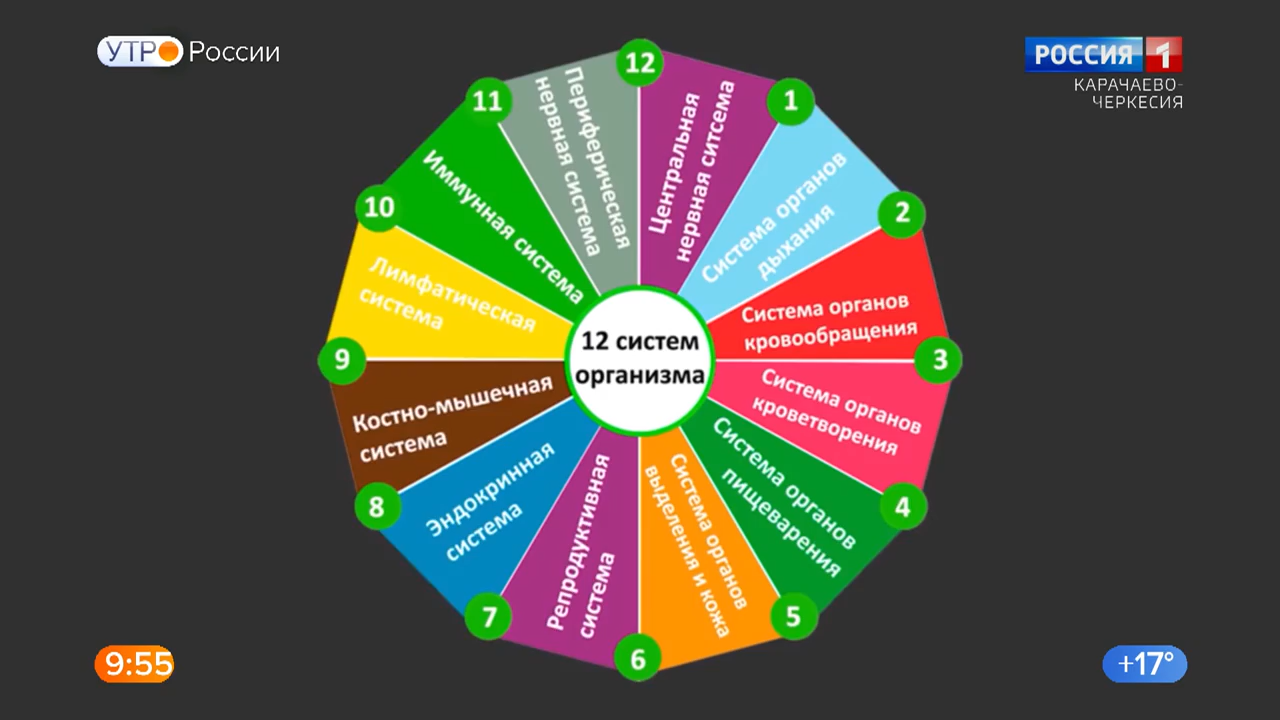 УТРО России
РОССИЯ 1
КАРАЧАЕВО-
ЧЕРКЕСИЯ
12
Центральная
нервная ситсема
1
Система органов
дыхания
2
Система органов
кровообращения
3
Система органов
кроветворения
4
Система органов
пищеварения
5
Система органов
выделения и кожа
6
Репродуктивная
система
7
Эндокринная
система
8
Костно-мышечная
система
9
Лимфатическая
система
10
Иммунная система
11
Периферическая
нервная система
12 систем
организма
9:55
+17°